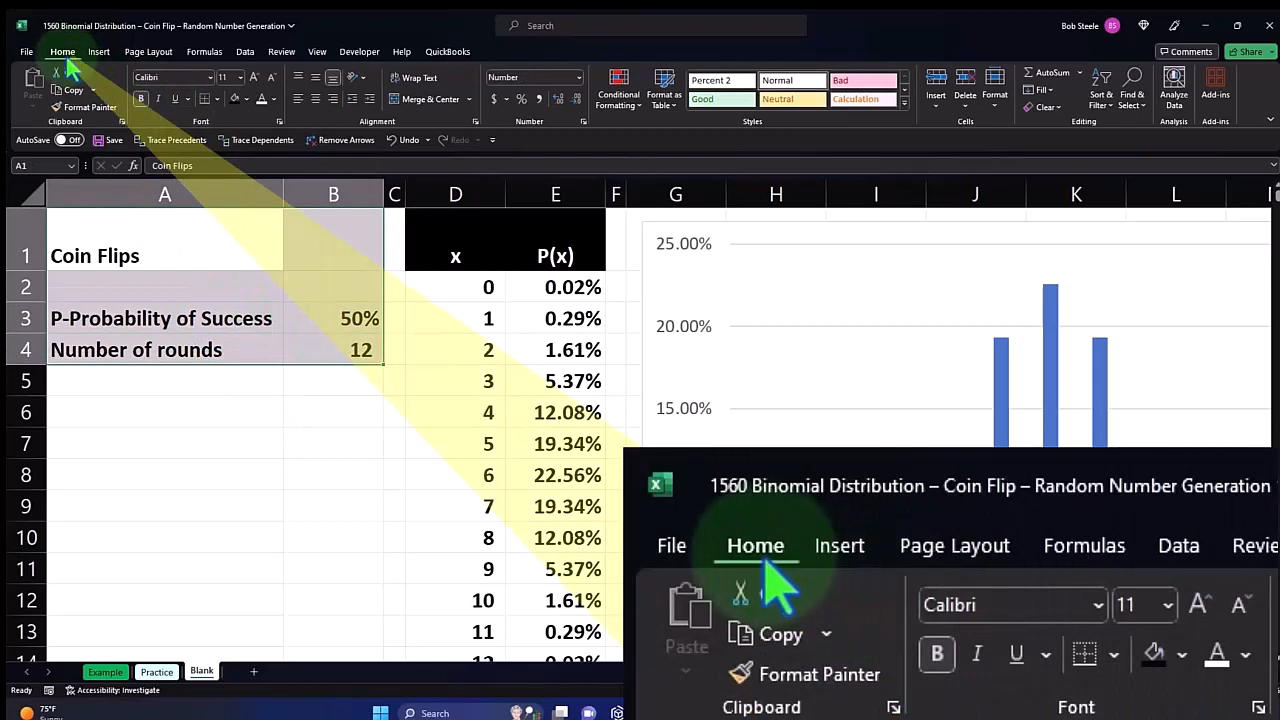 1560 Binomial Distribution – Coin Flip – Random Number Generation
Search
Bob Steele
BS
File Home Insert Page Layout Formulas Data Review View Developer Help QuickBooks
Comments
Share
Paste
Copy
Format Painter
Clipboard
Calibri
11
B I U
Font
Wrap Text
Merge & Center
Alignment
Number
$ % 9
Number
Conditional Formatting
Format as Table
Percent 2 Normal Bad
Good Neutral Calculation
Styles
Insert Delete Format
Cells
AutoSum
Fill
Clear
Sort & Filter
Find & Select
Editing
Analyze Data
Analysis
Add-ins
Add-ins
AutoSave Off Save Trace Precedents Trace Dependents Remove Arrows Undo Redo
A1 fx Coin Flips
A B C D E F G H I J K L
1 Coin Flips x P(x)
2 0 0.02%
3 P-Probability of Success 50% 1 0.29%
4 Number of rounds 12 2 1.61%
5 3 5.37%
6 4 12.08%
7 5 19.34%
8 6 22.56%
9 7 19.34%
10 8 12.08%
11 9 5.37%
12 10 1.61%
13 11 0.29%
25.00%
20.00%
15.00%
1560 Binomial Distribution – Coin Flip – Random Number Generation
File Home Insert Page Layout Formulas Data
Paste
Copy
Format Painter
Clipboard
Calibri
11
B I U A
Font
Example Practice Blank
Ready Accessibility: Investigate
75°F
Sunny
Search